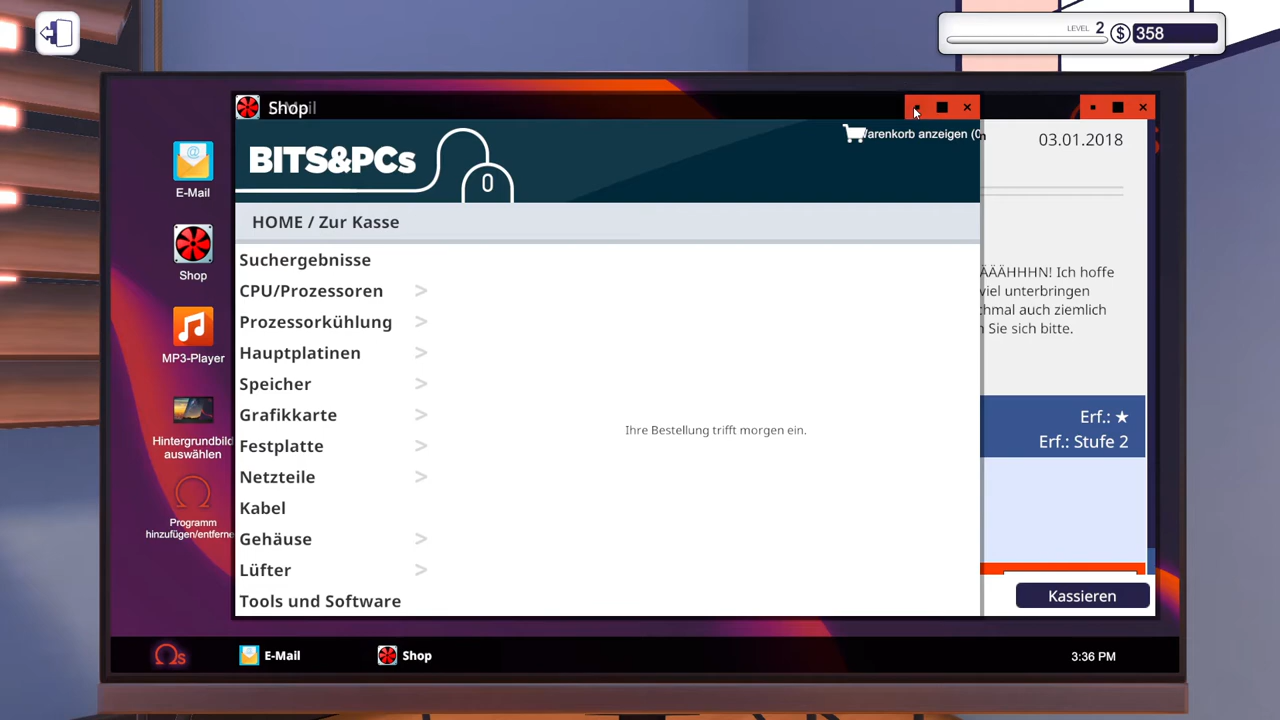 LEVEL 2
$ 358
Shop
BITS&PCs
0
Warenkorb anzeigen (0
03.01.2018
HOME / Zur Kasse
Suchergebnisse
CPU/Prozessoren >
Prozessorkühlung >
Hauptplatinen >
Speicher >
Grafikkarte >
Festplatte >
Netzteile >
Kabel
Gehäuse >
Lüfter >
Tools und Software
Ihre Bestellung trifft morgen ein.
ÄÄÄHHHN! Ich hoffe
viel unterbringen
chmal auch ziemlich
n Sie sich bitte.
Erf.: ★
Erf.: Stufe 2
Kassieren
E-Mail
Shop
MP3-Player
Hintergrundbild
auswählen
Programm
hinzufügen/entferne
Ωs
E-Mail
Shop
3:36 PM